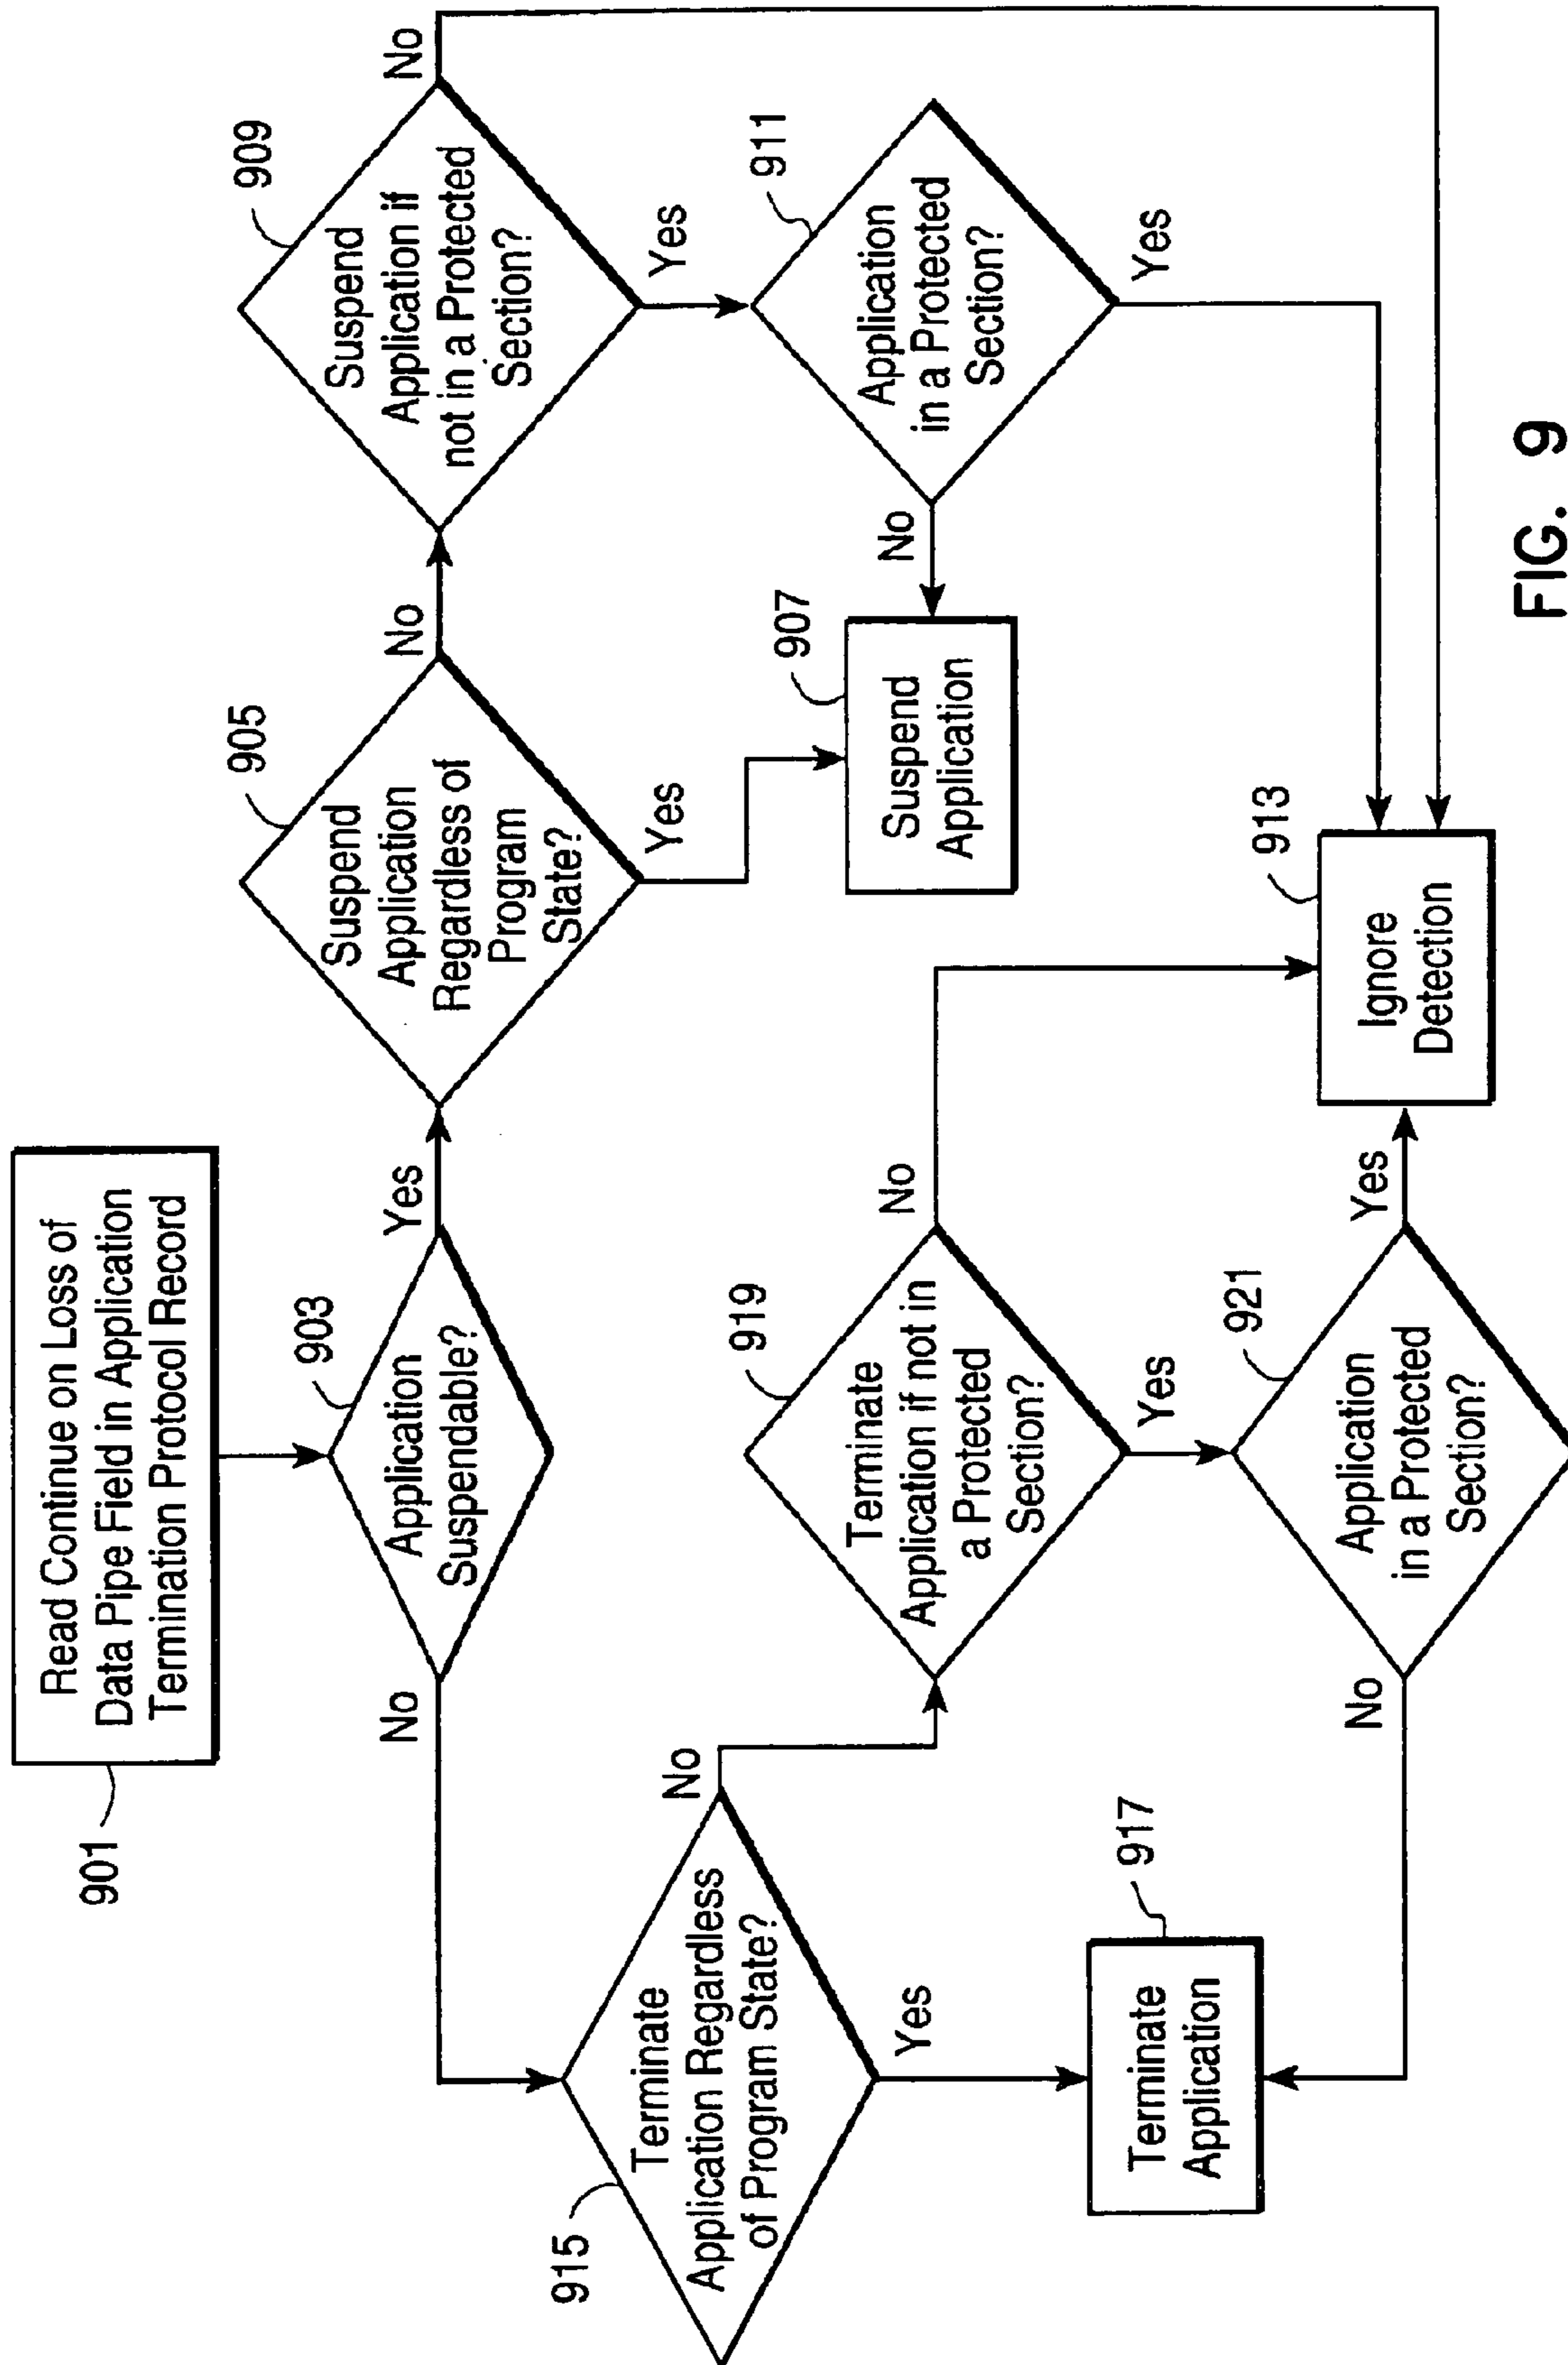 901
Read Continue on Loss of
Data Pipe Field in Application
Termination Protocol Record
903
Application
Suspendable?
No
Yes
905
Suspend
Application
Regardless of
Program
State?
No
Yes
909
Suspend
Application if
not in a Protected
Section?
No
Yes
907
Suspend
Application
911
Application
in a Protected
Section?
No
Yes
915
Terminate
Application Regardless
of Program State?
No
Yes
919
Terminate
Application if not in
a Protected
Section?
No
Yes
917
Terminate
Application
921
Application
in a Protected
Section?
No
Yes
913
Ignore
Detection
FIG. 9